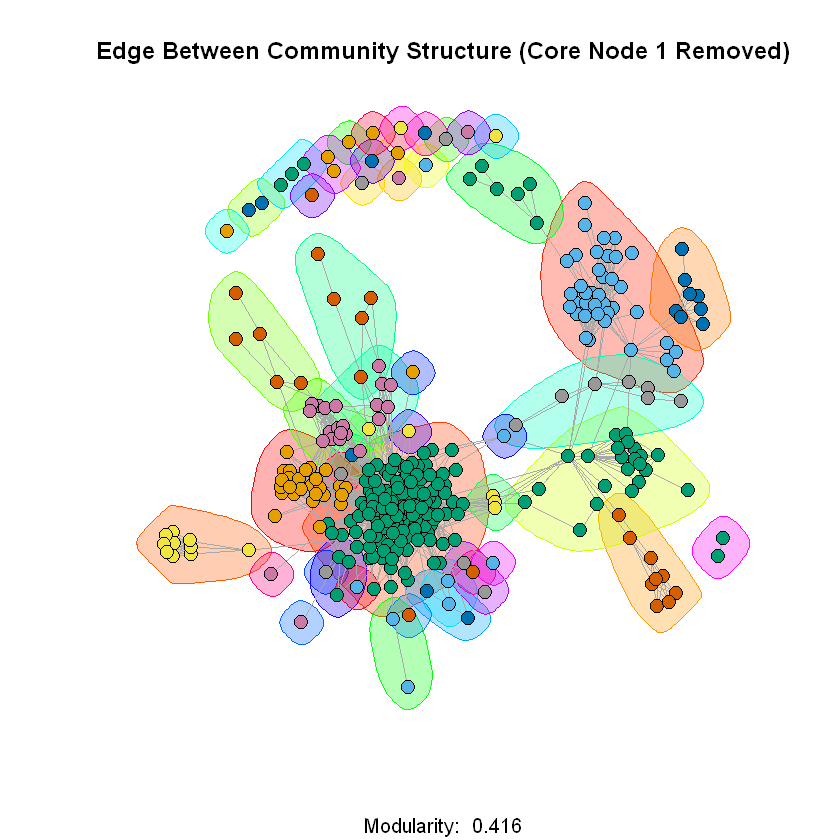 Edge Between Community Structure (Core Node 1 Removed)
Modularity:  0.416